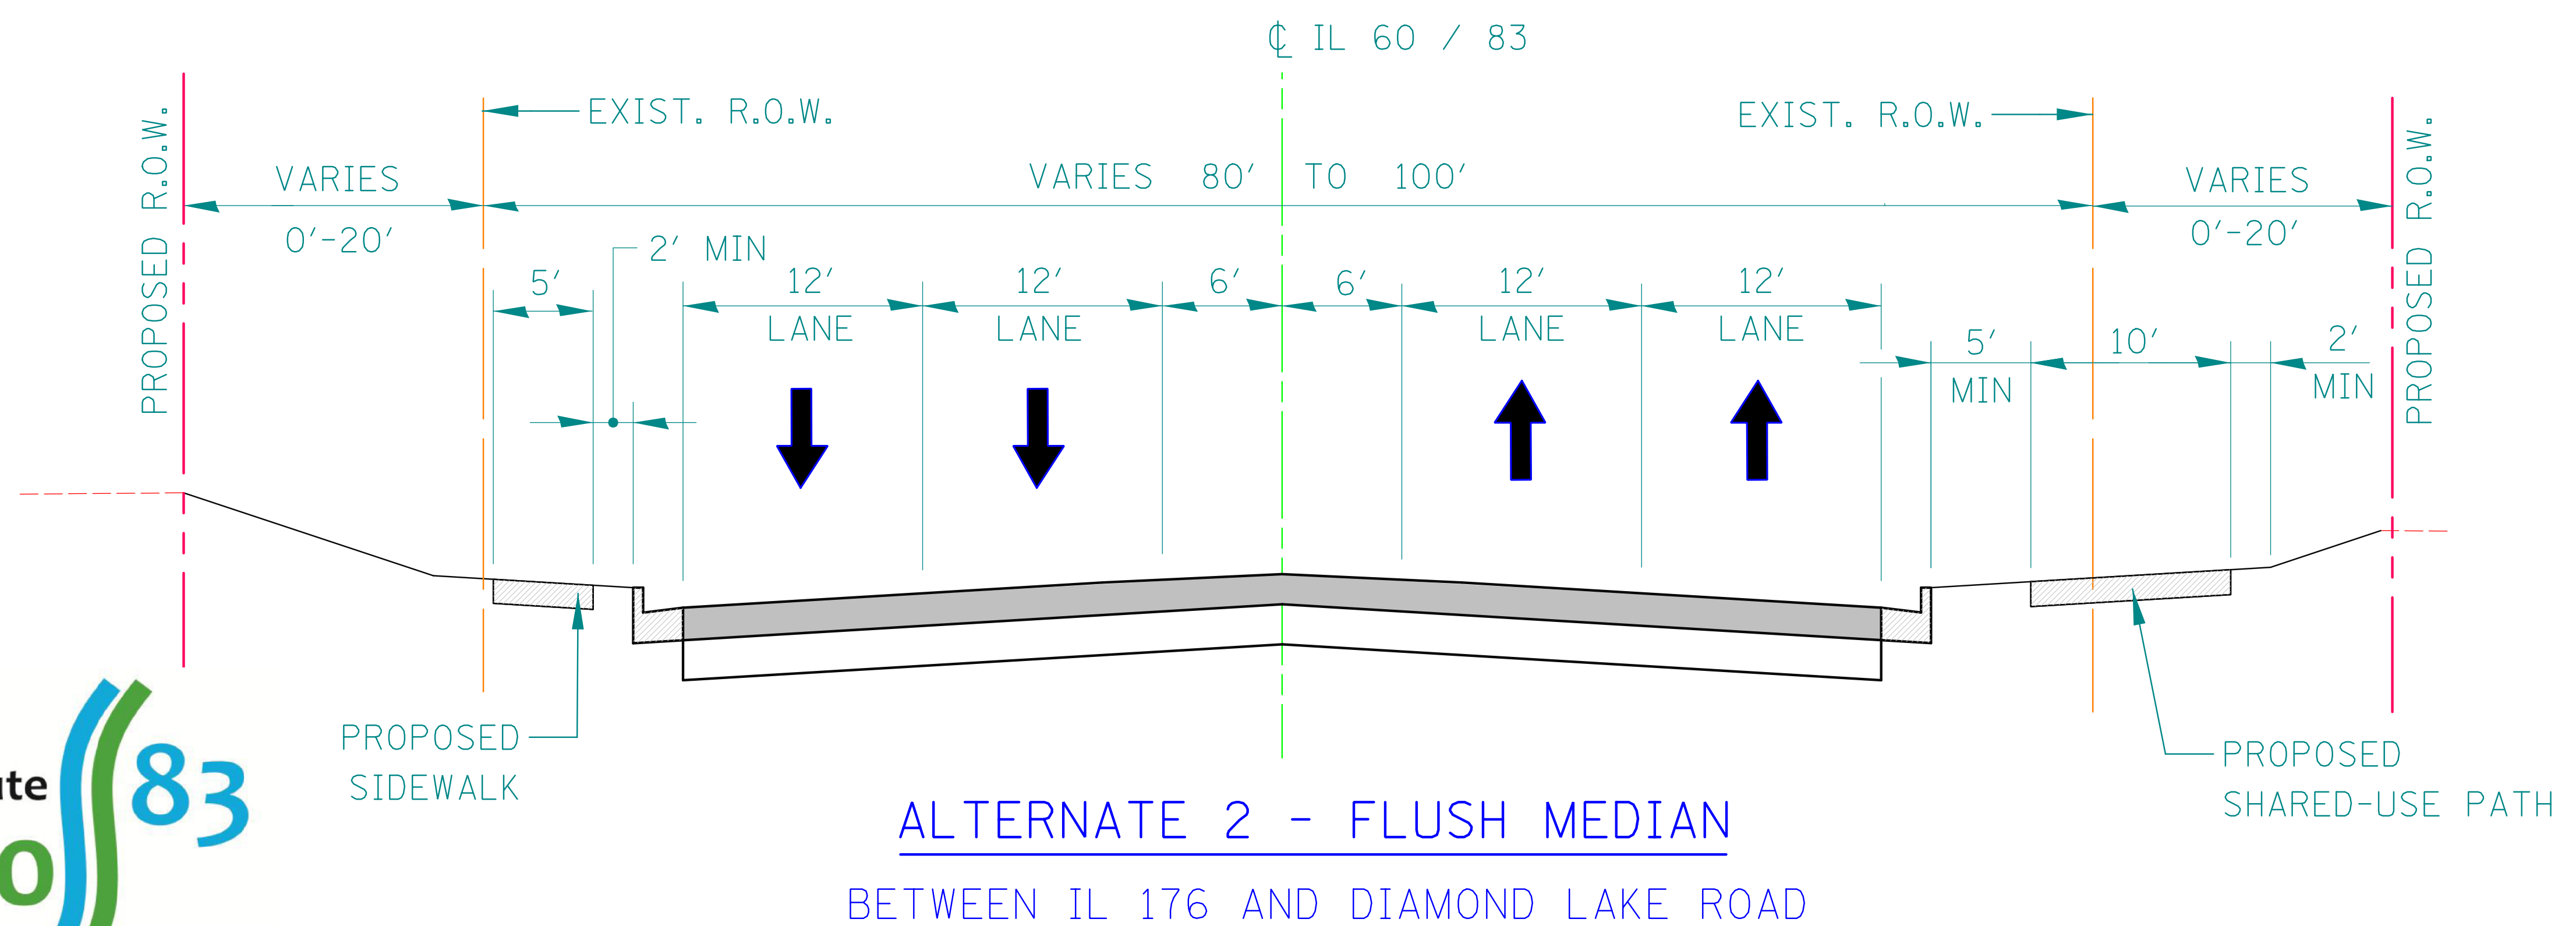 ℄ IL 60 / 83
EXIST. R.O.W.
EXIST. R.O.W.
PROPOSED R.O.W.
PROPOSED R.O.W.
VARIES
0'-20'
VARIES 80' TO 100'
VARIES
0'-20'
2' MIN
5'
12'
LANE
12'
LANE
6'
6'
12'
LANE
12'
LANE
5'
MIN
10'
2'
MIN
PROPOSED
SIDEWALK
PROPOSED
SHARED-USE PATH
83
ALTERNATE 2 - FLUSH MEDIAN
BETWEEN IL 176 AND DIAMOND LAKE ROAD